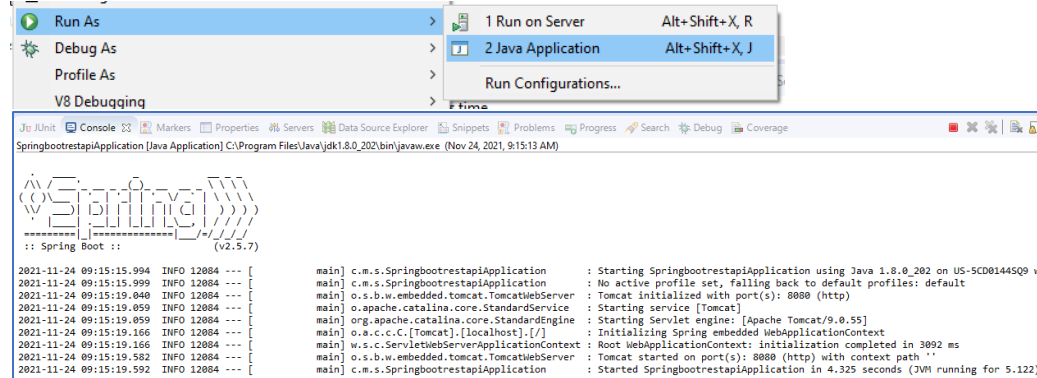 Run As
1 Run on Server Alt+Shift+X, R
Debug As
2 Java Application Alt+Shift+X, J
Profile As
Run Configurations...
V8 Debugging
JUnit Console Markers Properties Servers Data Source Explorer Snippets Problems Progress Search Debug Coverage
SpringbootrestapiApplication [Java Application] C:\Program Files\Java\jdk1.8.0_202\bin\javaw.exe (Nov 24, 2021, 9:15:13 AM)
Spring
:: Spring Boot :: (v2.5.7)
2021-11-24 09:15:15.994 INFO 12084 --- [ main] c.m.s.SpringbootrestapiApplication : Starting SpringbootrestapiApplication using Java 1.8.0_202 on US-5CD0144SQ9 w
2021-11-24 09:15:15.999 INFO 12084 --- [ main] c.m.s.SpringbootrestapiApplication : No active profile set, falling back to default profiles: default
2021-11-24 09:15:19.040 INFO 12084 --- [ main] o.s.b.w.embedded.tomcat.TomcatWebServer : Tomcat initialized with port(s): 8080 (http)
2021-11-24 09:15:19.059 INFO 12084 --- [ main] o.apache.catalina.core.StandardService : Starting service [Tomcat]
2021-11-24 09:15:19.059 INFO 12084 --- [ main] org.apache.catalina.core.StandardEngine : Starting Servlet engine: [Apache Tomcat/9.0.55]
2021-11-24 09:15:19.166 INFO 12084 --- [ main] o.a.c.c.C.[Tomcat].[localhost].[/] : Initializing Spring embedded WebApplicationContext
2021-11-24 09:15:19.166 INFO 12084 --- [ main] w.s.c.ServletWebServerApplicationContext : Root WebApplicationContext: initialization completed in 3092 ms
2021-11-24 09:15:19.582 INFO 12084 --- [ main] o.s.b.w.embedded.tomcat.TomcatWebServer : Tomcat started on port(s): 8080 (http) with context path ''
2021-11-24 09:15:19.592 INFO 12084 --- [ main] c.m.s.SpringbootrestapiApplication : Started SpringbootrestapiApplication in 4.325 seconds (JVM running for 5.122)